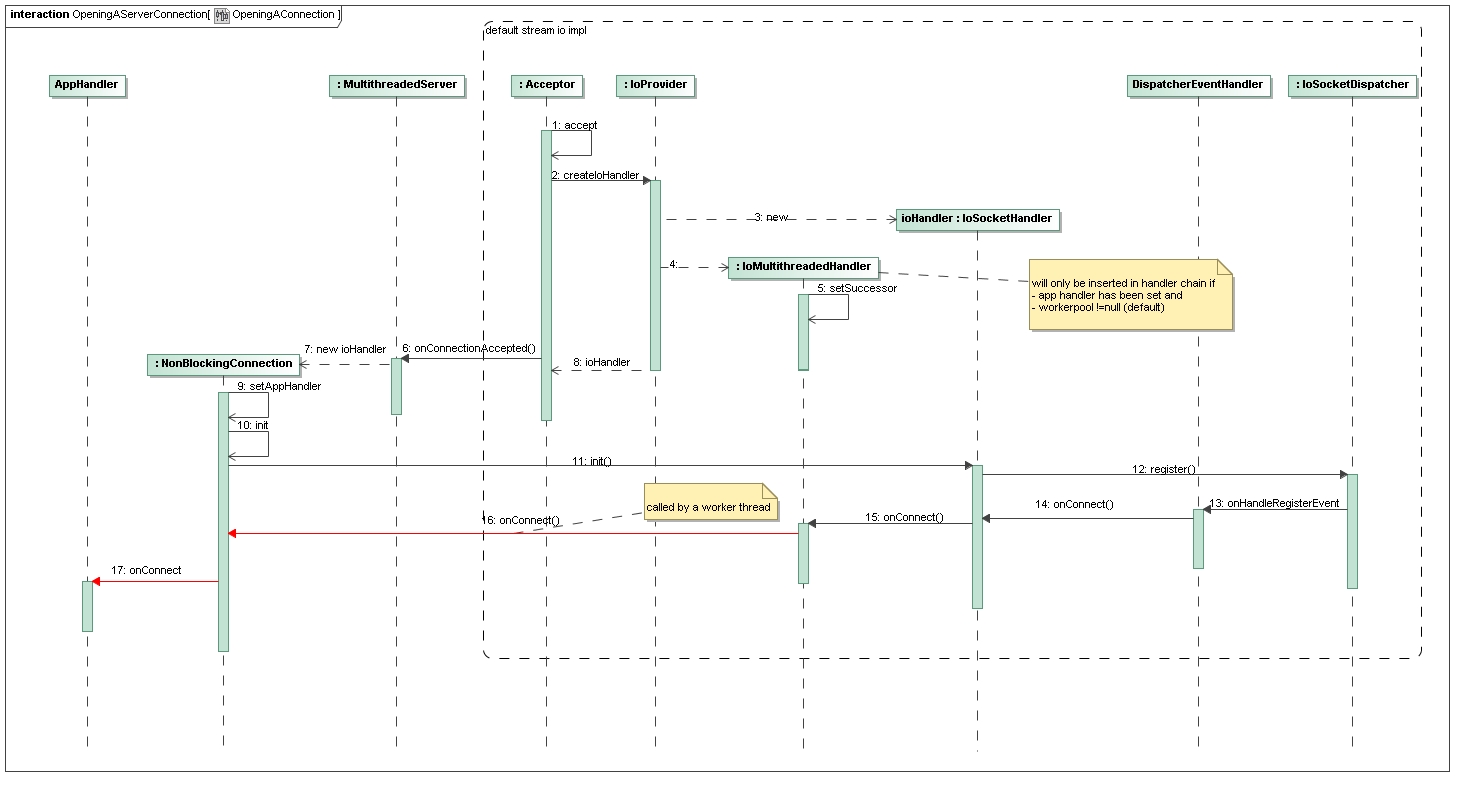 interaction OpeningAServerConnection[ OpeningAConnection ]
default stream io impl
AppHandler
: MultithreadedServer
: Acceptor
: IoProvider
DispatcherEventHandler
: IoSocketDispatcher
1: accept
2: createIoHandler
3: new
ioHandler : IoSocketHandler
4:
: IoMultithreadedHandler
will only be inserted in handler chain if
- app handler has been set and
- workerpool !=null (default)
5: setSuccessor
6: onConnectionAccepted()
7: new ioHandler
8: ioHandler
: NonBlockingConnection
9: setAppHandler
10: init
11: init()
12: register()
called by a worker thread
13: onHandleRegisterEvent
14: onConnect()
15: onConnect()
16: onConnect()
17: onConnect